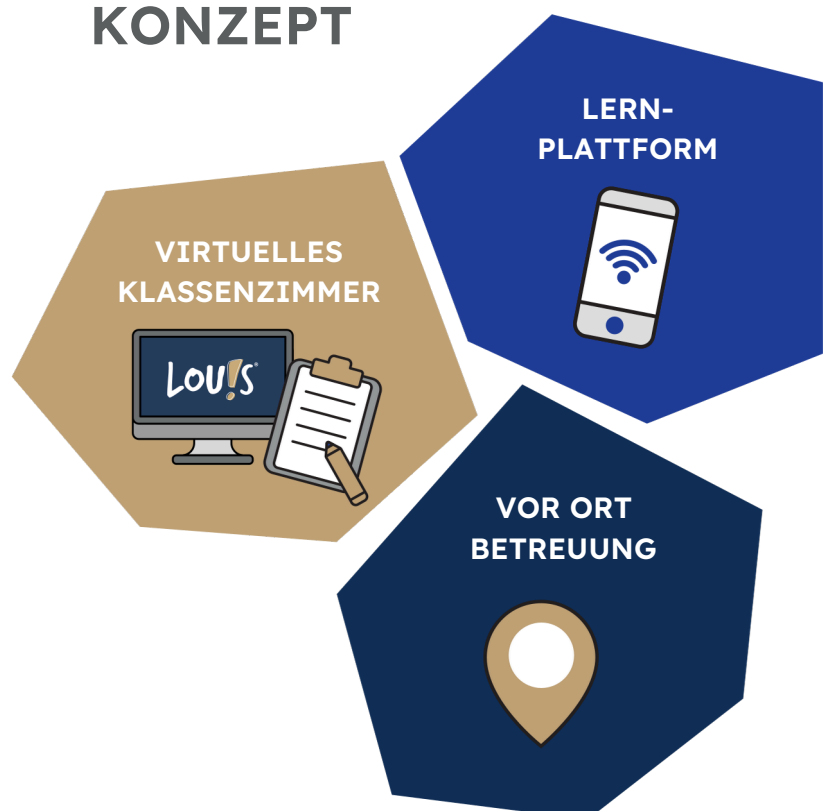 KONZEPT
LERN-
PLATTFORM
VIRTUELLES
KLASSENZIMMER
LOU!S®
VOR ORT
BETREUUNG